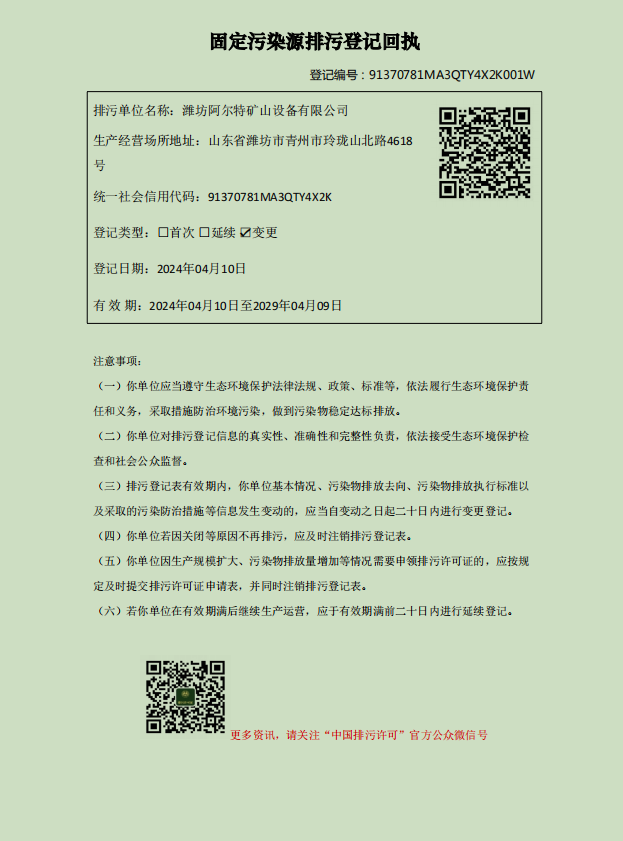 固定污染源排污登记回执
登记编号：91370781MA3QTY4X2K001W
排污单位名称：潍坊阿尔特矿山设备有限公司
生产经营场所地址：山东省潍坊市青州市玲珑山北路4618
号
统一社会信用代码：91370781MA3QTY4X2K
登记类型：☐首次 ☐延续 ☑变更
登记日期：2024年04月10日
有 效 期：2024年04月10日至2029年04月09日
注意事项：
（一）你单位应当遵守生态环境保护法律法规、政策、标准等，依法履行生态环境保护责
任和义务，采取措施防治环境污染，做到污染物稳定达标排放。
（二）你单位对排污登记信息的真实性、准确性和完整性负责，依法接受生态环境保护检
查和社会公众监督。
（三）排污登记表有效期内，你单位基本情况、污染物排放去向、污染物排放执行标准以
及采取的污染防治措施等信息发生变动的，应当自变动之日起二十日内进行变更登记。
（四）你单位若因关闭等原因不再排污，应及时注销排污登记表。
（五）你单位因生产规模扩大、污染物排放量增加等情况需要申领排污许可证的，应按规
定及时提交排污许可证申请表，并同时注销排污登记表。
（六）若你单位在有效期满后继续生产运营，应于有效期满前二十日内进行延续登记。
更多资讯，请关注“中国排污许可”官方公众微信号